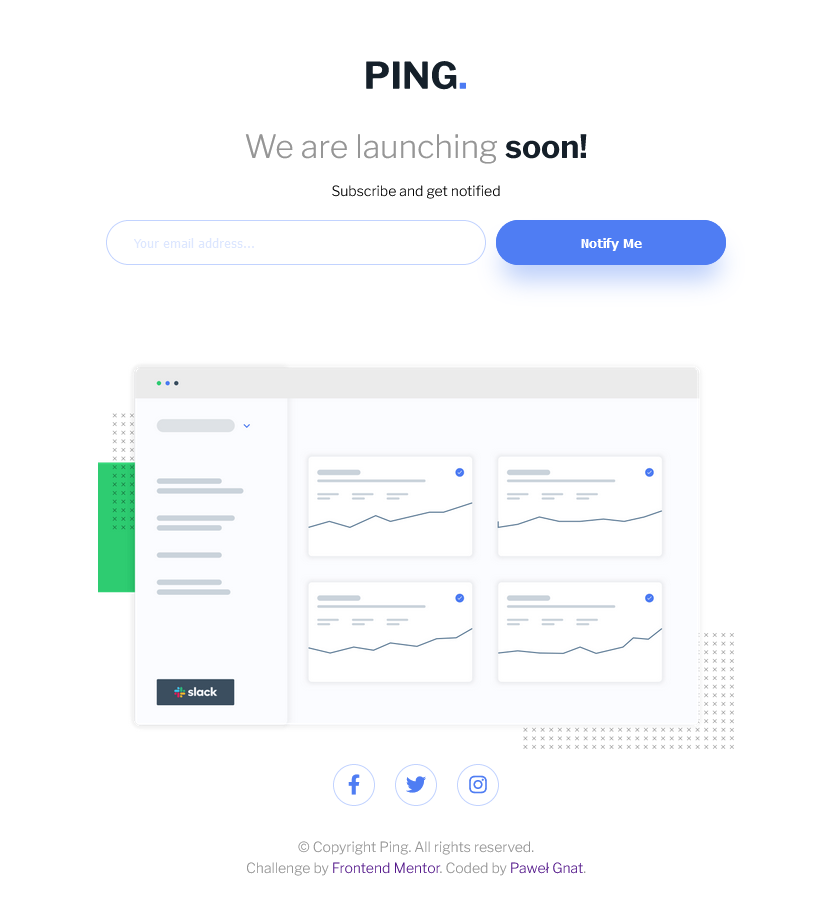 PING.
We are launching soon!
Subscribe and get notified
Your email address...
Notify Me
slack
© Copyright Ping. All rights reserved.
Challenge by Frontend Mentor. Coded by Paweł Gnat.